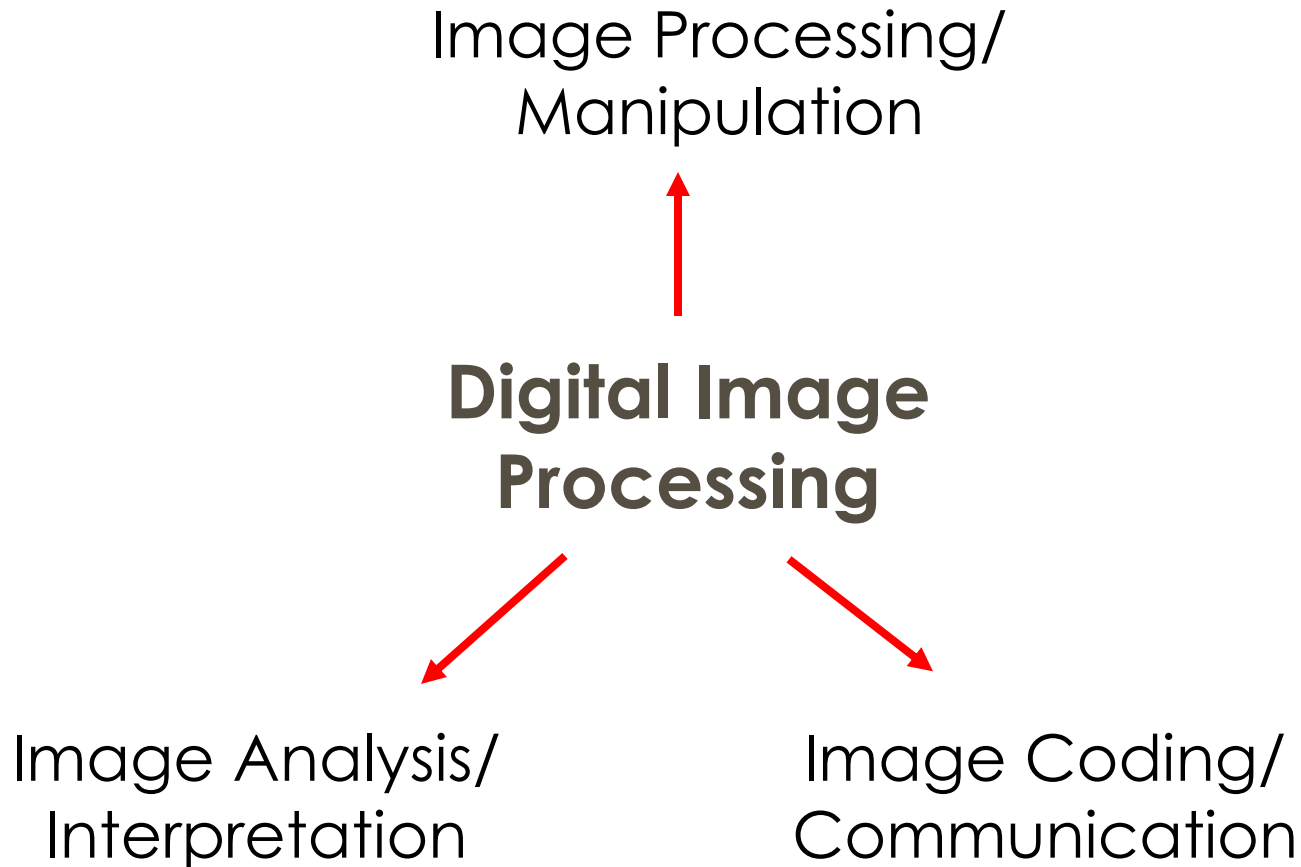 Image Processing/
Manipulation
Digital Image
Processing
Image Analysis/
Interpretation
Image Coding/
Communication